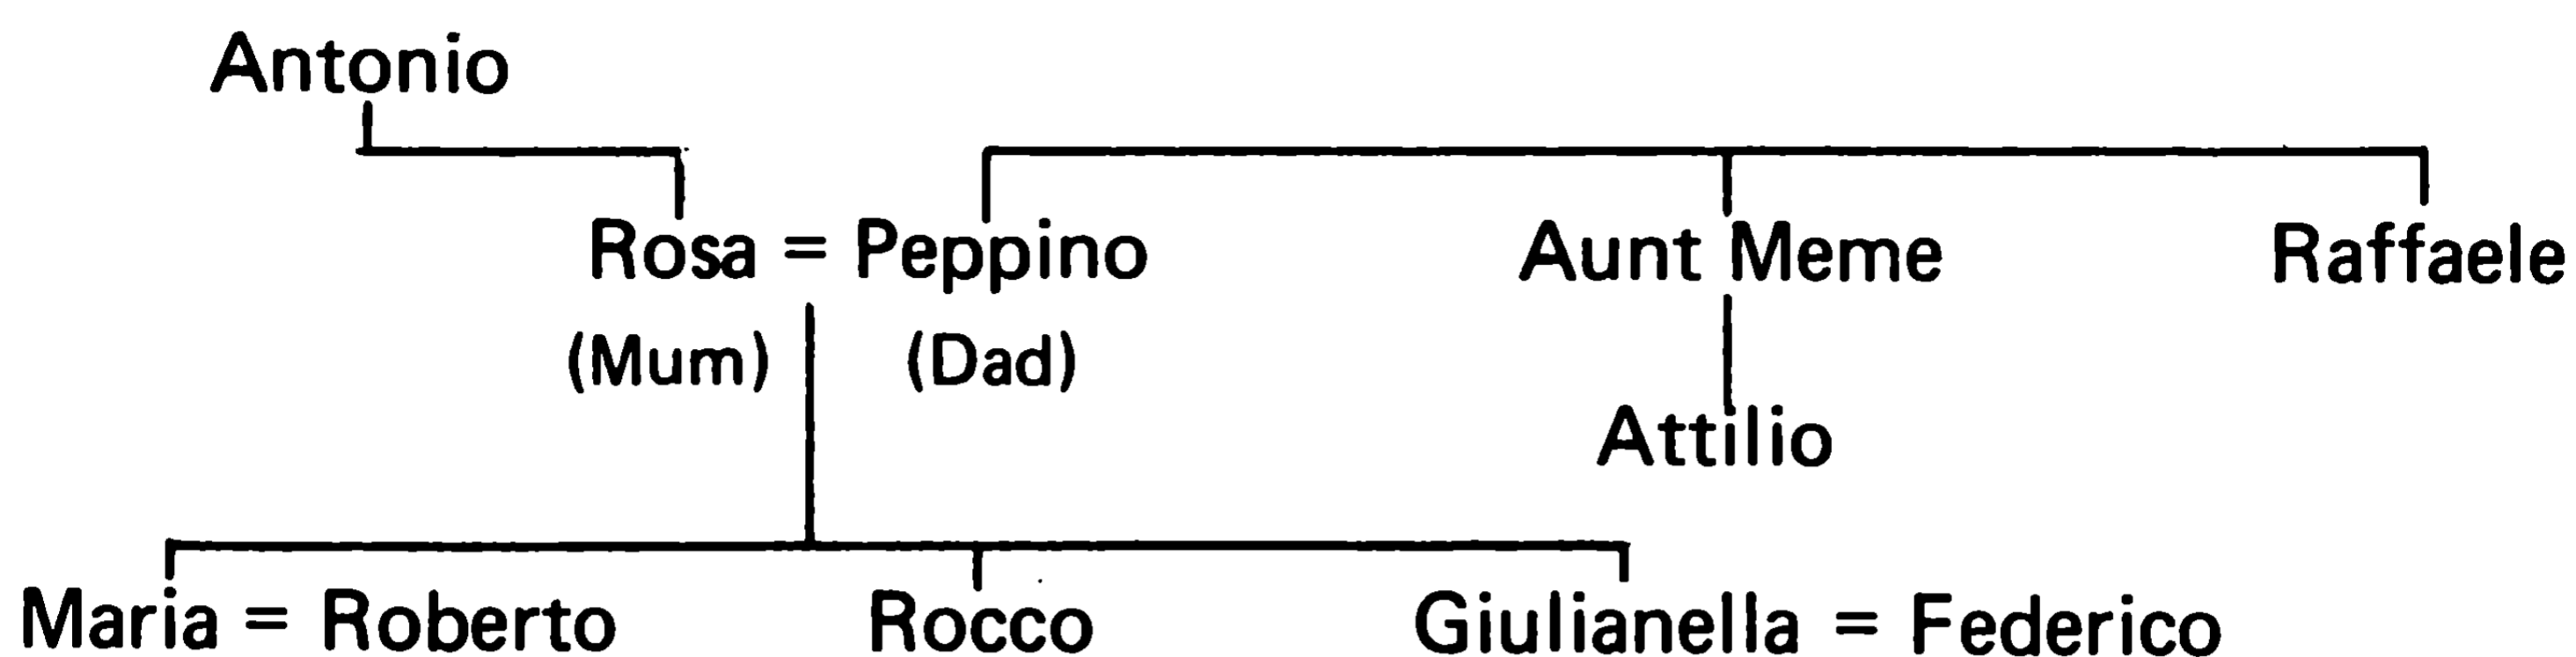 Antonio
Rosa = Peppino Aunt Meme Raffaele
(Mum) (Dad)
Attilio
Maria = Roberto Rocco Giulianella = Federico